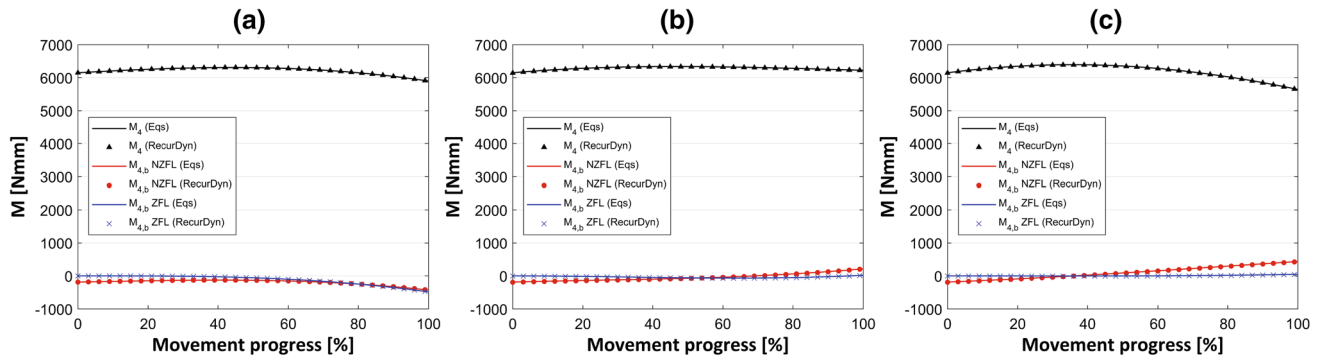 (a)
7000
6000
5000
4000
3000
2000
1000
0
-1000
M [Nmm]
M4 (Eqs)
M4 (RecurDyn)
M4,b NZFL (Eqs)
M4,b NZFL (RecurDyn)
M4,b ZFL (Eqs)
M4,b ZFL (RecurDyn)
0 20 40 60 80 100
Movement progress [%]
(b)
7000
6000
5000
4000
3000
2000
1000
0
-1000
M [Nmm]
M4 (Eqs)
M4 (RecurDyn)
M4,b NZFL (Eqs)
M4,b NZFL (RecurDyn)
M4,b ZFL (Eqs)
M4,b ZFL (RecurDyn)
0 20 40 60 80 100
Movement progress [%]
(c)
7000
6000
5000
4000
3000
2000
1000
0
-1000
M [Nmm]
M4 (Eqs)
M4 (RecurDyn)
M4,b NZFL (Eqs)
M4,b NZFL (RecurDyn)
M4,b ZFL (Eqs)
M4,b ZFL (RecurDyn)
0 20 40 60 80 100
Movement progress [%]